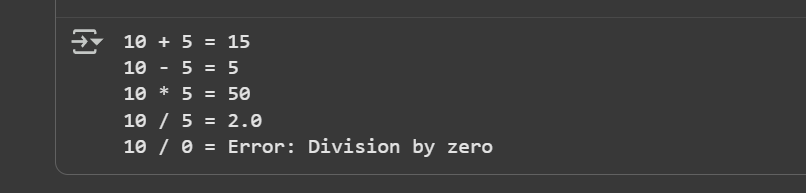 10 + 5 = 15
10 - 5 = 5
10 * 5 = 50
10 / 5 = 2.0
10 / 0 = Error: Division by zero